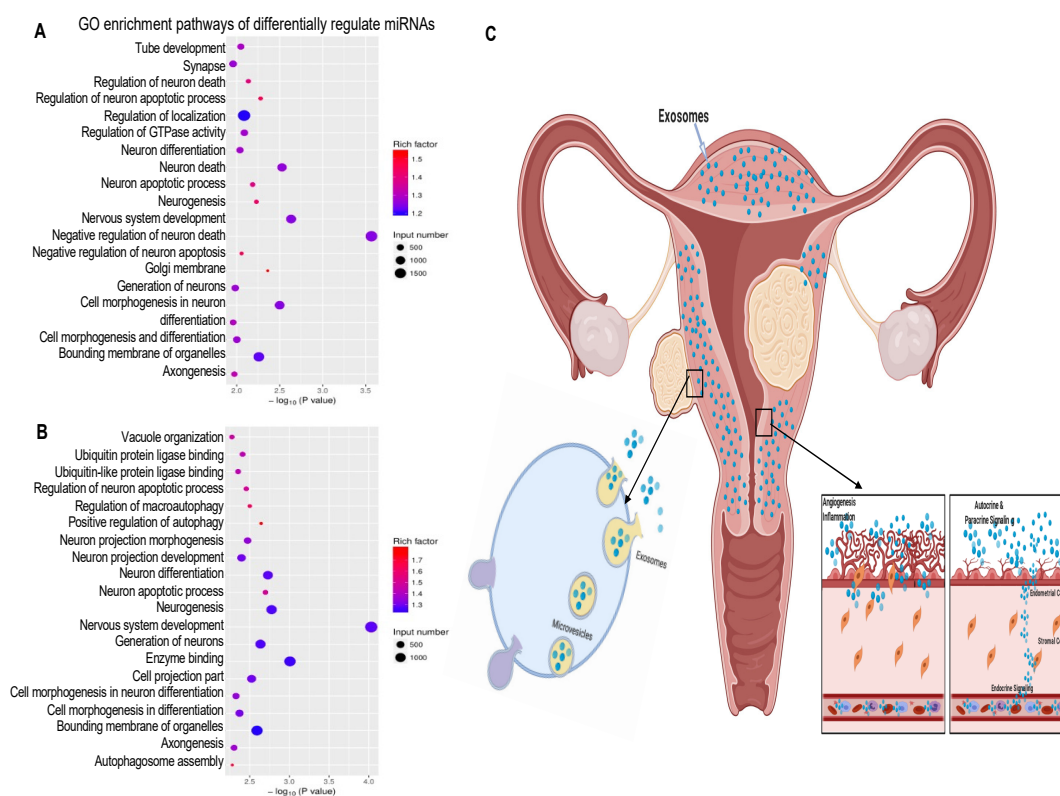 A
GO enrichment pathways of differentially regulate miRNAs
Tube development
Synapse
Regulation of neuron death
Regulation of neuron apoptotic process
Regulation of localization
Regulation of GTPase activity
Neuron differentiation
Neuron death
Neuron apoptotic process
Neurogenesis
Nervous system development
Negative regulation of neuron death
Negative regulation of neuron apoptosis
Golgi membrane
Generation of neurons
Cell morphogenesis in neuron
differentiation
Cell morphogenesis and differentiation
Bounding membrane of organelles
Axongenesis
2.0 2.5 3.0 3.5
− log10 (P value)
Rich factor
1.5
1.4
1.3
1.2
Input number
500
1000
1500
B
Vacuole organization
Ubiquitin protein ligase binding
Ubiquitin-like protein ligase binding
Regulation of neuron apoptotic process
Regulation of macroautophagy
Positive regulation of autophagy
Neuron projection morphogenesis
Neuron projection development
Neuron differentiation
Neuron apoptotic process
Neurogenesis
Nervous system development
Generation of neurons
Enzyme binding
Cell projection part
Cell morphogenesis in neuron differentiation
Cell morphogenesis in differentiation
Bounding membrane of organelles
Axongenesis
Autophagosome assembly
2.5 3.0 3.5 4.0
− log10 (P value)
Rich factor
1.7
1.6
1.5
1.4
1.3
Input number
500
1000
C
Exosomes
Exosomes
Microvesicles
Angiogenesis
Inflammation
Autocrine &
Paracrine Signalin g
Endometrial C
Stromal C
Endocrine Signaling